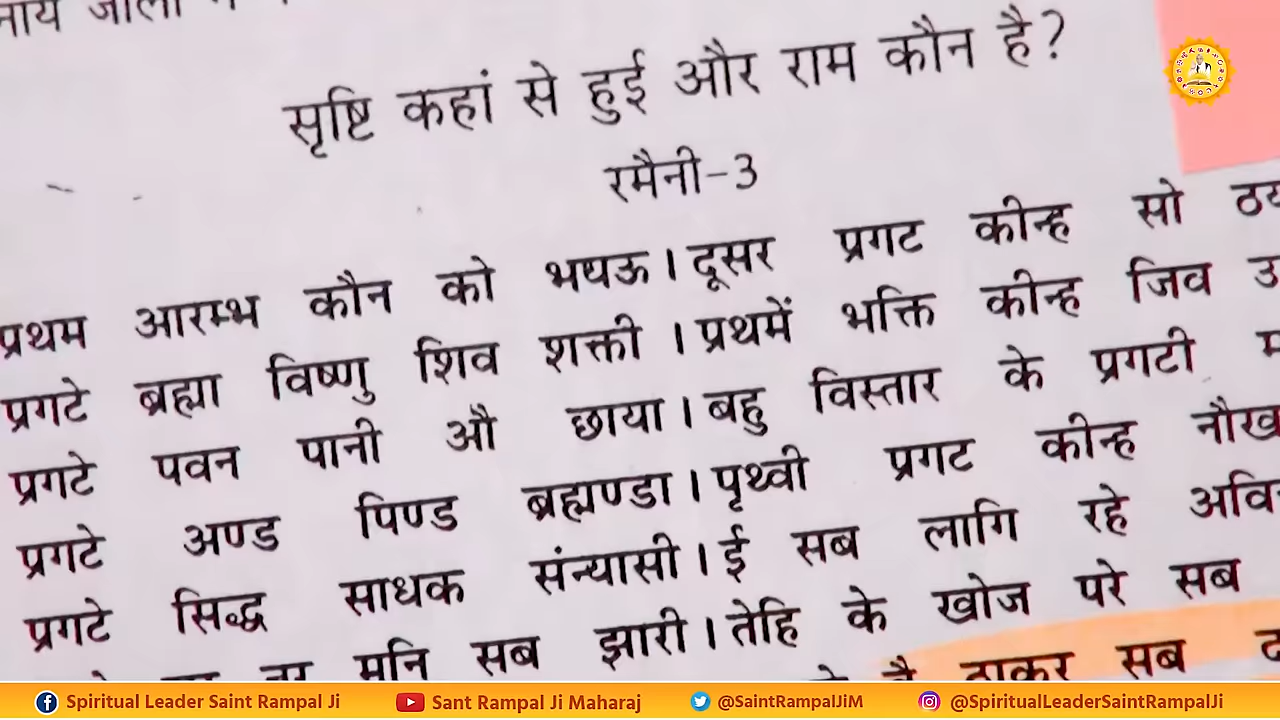 सृष्टि कहां से हुई और राम कौन है?
रमैनी-3
प्रथम आरम्भ कौन को भयऊ। दूसर प्रगट कीन्ह सो
प्रगटे ब्रह्मा विष्णु शिव शक्ती। प्रथमें भक्ति कीन्ह जिव
प्रगटे पवन पानी औ छाया। बहु विस्तार के प्रगटी
प्रगटे अण्ड पिण्ड ब्रह्मण्डा। पृथ्वी प्रगट कीन्ह
प्रगटे सिद्ध साधक संन्यासी। ई सब लागि रहे
मुनि सब झारी। तेहि के खोज परे सब
ठाकुर सब
Spiritual Leader Saint Rampal Ji
Sant Rampal Ji Maharaj
@SaintRampalJiM
@SpiritualLeaderSaintRampalJi